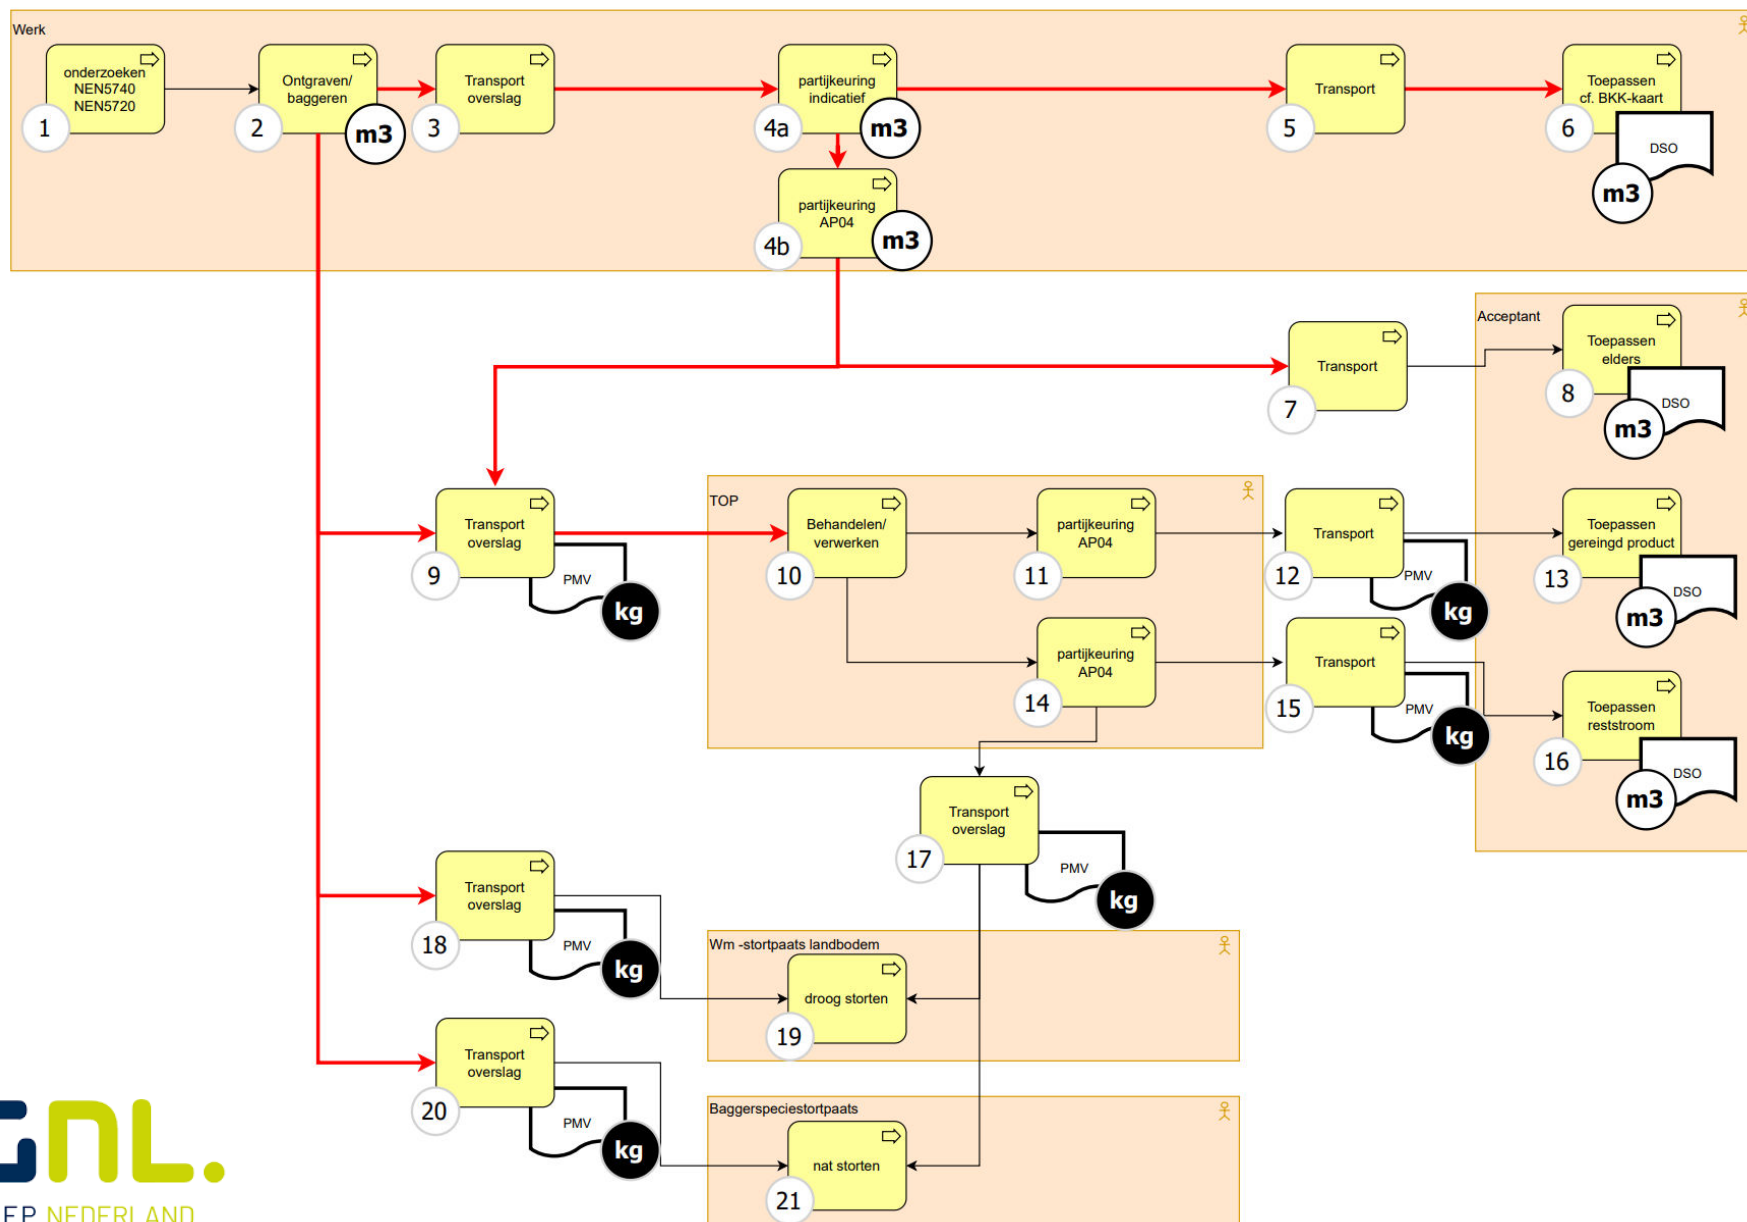 Werk
onderzoeken
NEN5740
NEN5720
1
Ontgraven/
baggeren
2
m3
Transport
overslag
3
partijkeuring
indicatief
4a
m3
Transport
5
Toepassen
cf. BKK-kaart
6
DSO
m3
partijkeuring
AP04
4b
m3
Transport
7
Acceptant
Toepassen
elders
8
DSO
m3
Transport
overslag
9
PMV
kg
TOP
Behandelen/
verwerken
10
partijkeuring
AP04
11
Transport
12
PMV
kg
Toepassen
gereingd product
13
DSO
m3
partijkeuring
AP04
14
Transport
15
PMV
kg
Toepassen
reststroom
16
DSO
m3
Transport
overslag
17
PMV
kg
Transport
overslag
18
PMV
kg
Wm -stortpaats landbodem
droog storten
19
Transport
overslag
20
PMV
kg
Baggerspeciestortpaats
nat storten
21
GNL.
EP NEDERLAND